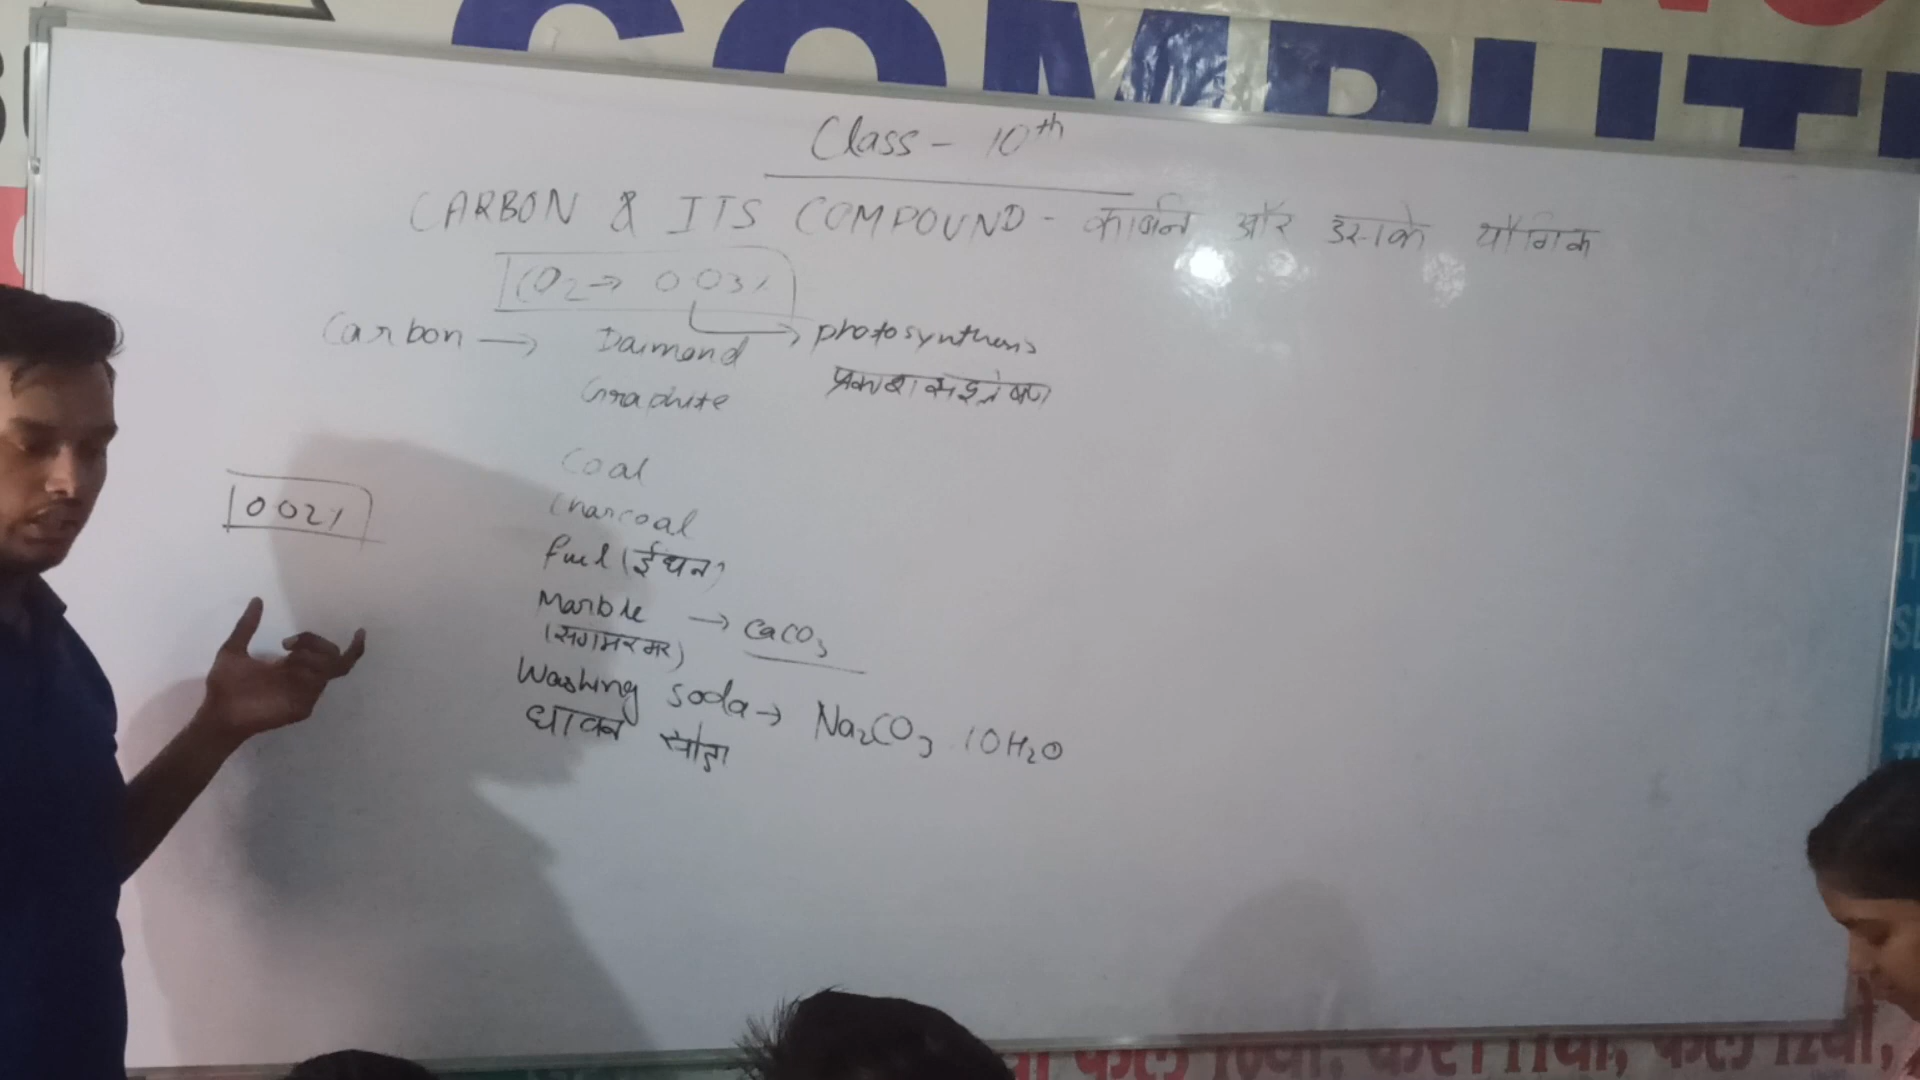 COMPUTE
Class - 10th
CARBON & ITS COMPOUND - कार्बन और इसके यौगिक
CO2 → 0.03%
Carbon → Daimond → photosynthesis
Graphite प्रकाश संश्लेषण
Coal
Charcoal
0.02%
fuel (ईंधन)
Marble → CaCO3
(संगमरमर)
Washing soda → Na2CO3 .10H2O
धावन सोडा